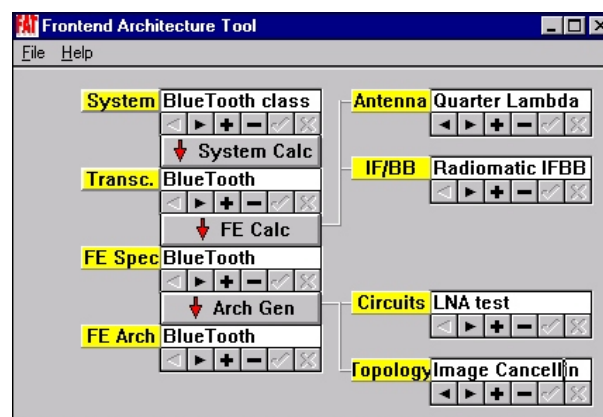 FAT Frontend Architecture Tool
File Help
System BlueTooth class
System Calc
Transc. BlueTooth
FE Calc
FE Spec BlueTooth
Arch Gen
FE Arch BlueTooth
Antenna Quarter Lambda
IF/BB Radiomatic IFBB
Circuits LNA test
Topology Image Cancellin